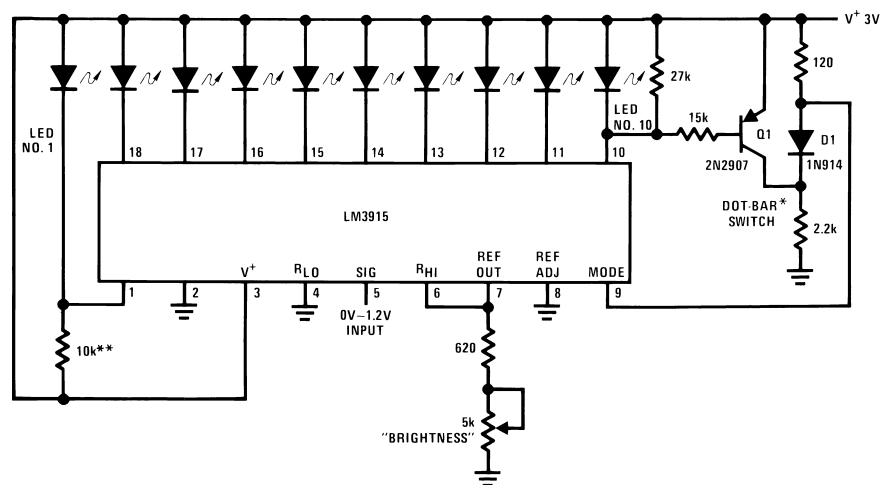 V+ 3V
120
27k
LED
NO. 1
LED
NO. 10
15k
Q1
2N2907
D1
1N914
DOT-BAR*
SWITCH
2.2k
18 17 16 15 14 13 12 11 10
LM3915
V+ RLO SIG RHI REF OUT REF ADJ MODE
1 2 3 4 5 6 7 8 9
0V–1.2V
INPUT
10k**
620
5k
"BRIGHTNESS"